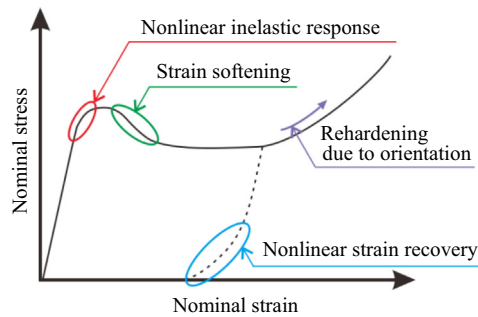 Nonlinear inelastic response
Strain softening
Nominal stress
Rehardening
due to orientation
Nonlinear strain recovery
Nominal strain